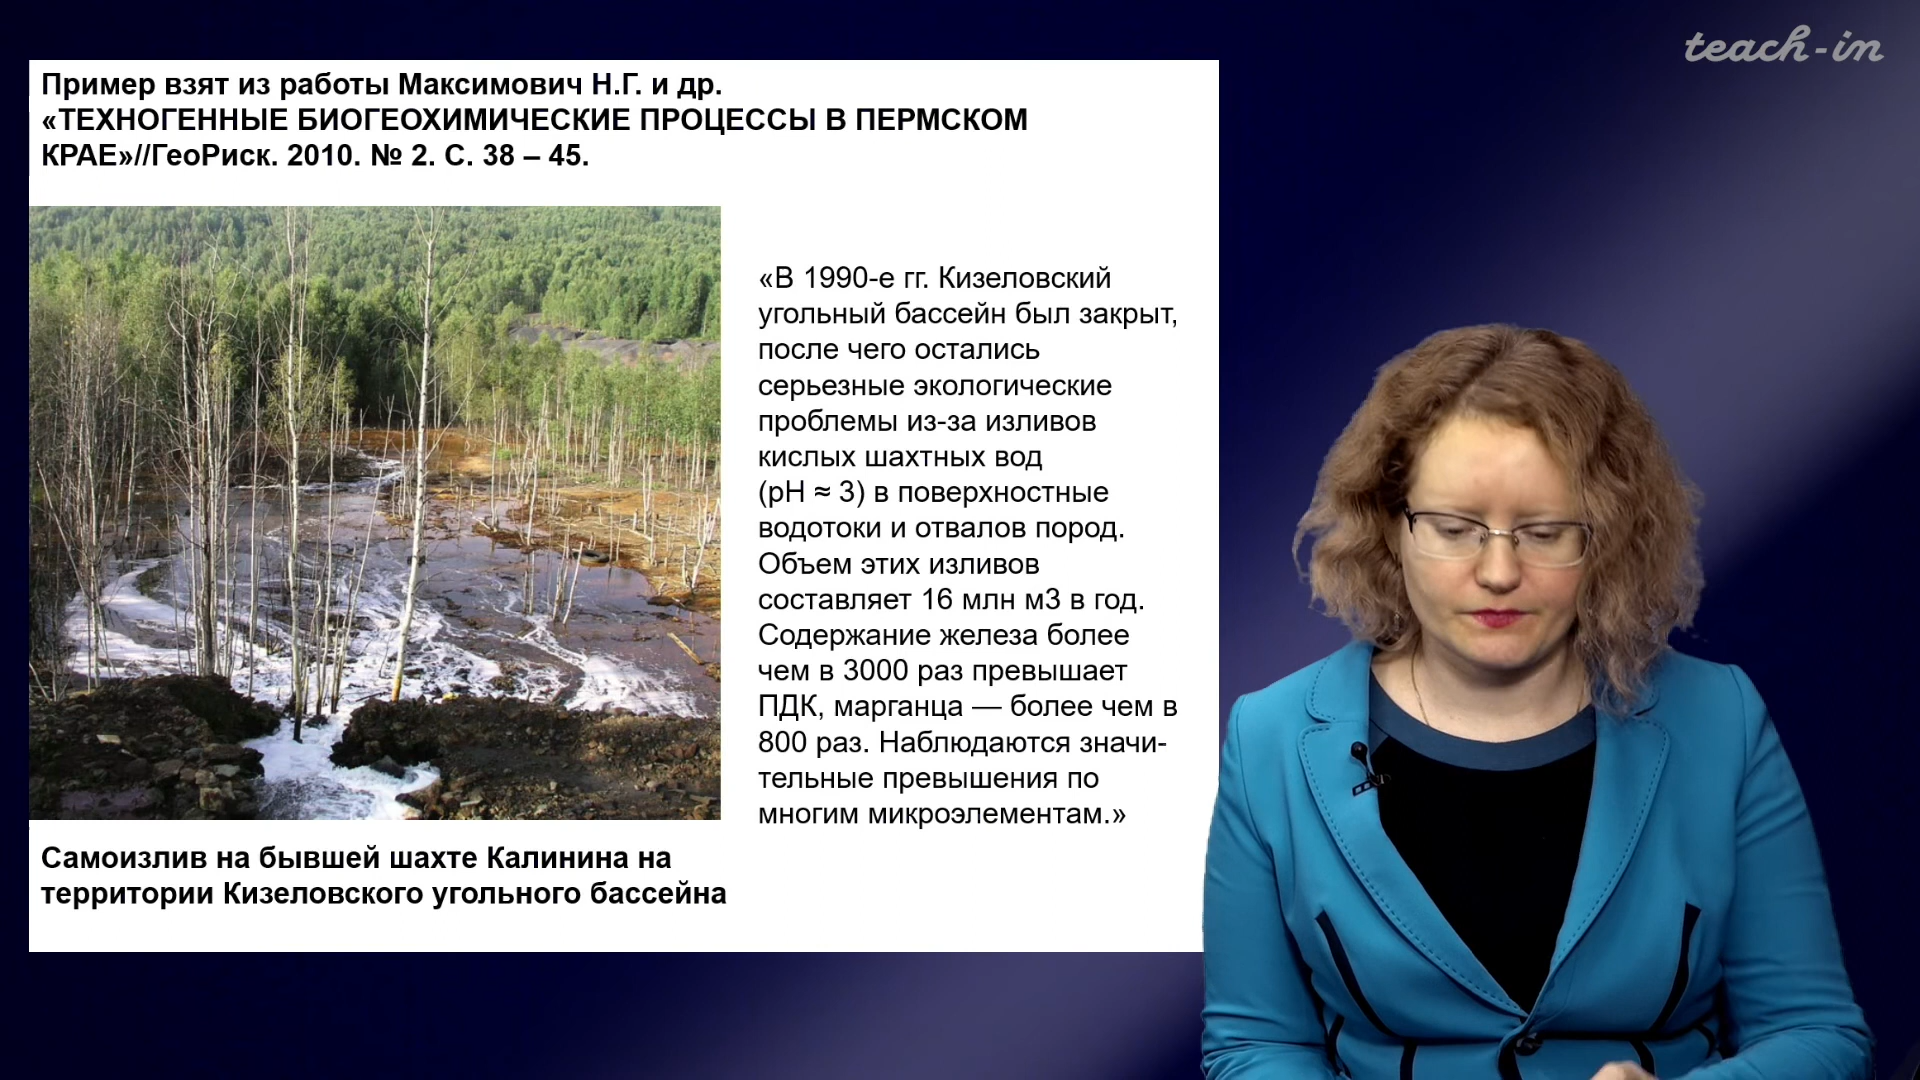 teach-in
Пример взят из работы Максимович Н.Г. и др.
«ТЕХНОГЕННЫЕ БИОГЕОХИМИЧЕСКИЕ ПРОЦЕССЫ В ПЕРМСКОМ
КРАЕ»//ГеоРиск. 2010. № 2. С. 38 – 45.
«В 1990-е гг. Кизеловский
угольный бассейн был закрыт,
после чего остались
серьезные экологические
проблемы из-за изливов
кислых шахтных вод
(pH ≈ 3) в поверхностные
водотоки и отвалов пород.
Объем этих изливов
составляет 16 млн м3 в год.
Содержание железа более
чем в 3000 раз превышает
ПДК, марганца — более чем в
800 раз. Наблюдаются значи-
тельные превышения по
многим микроэлементам.»
Самоизлив на бывшей шахте Калинина на
территории Кизеловского угольного бассейна